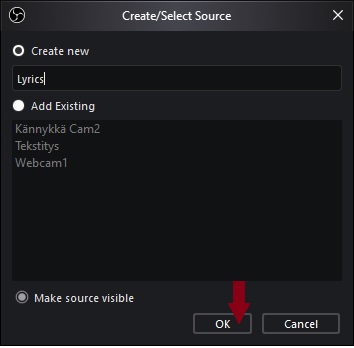 Create/Select Source
Create new
Lyrics
Add Existing
Kännykkä Cam2
Tekstitys
Webcam1
Make source visible
OK
Cancel